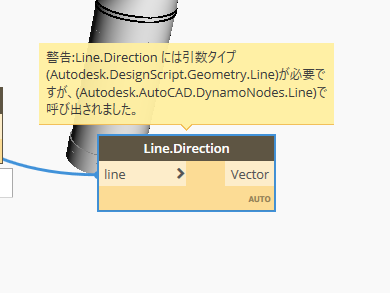 警告:Line.Direction には引数タイプ
(Autodesk.DesignScript.Geometry.Line)が必要で
すが、(Autodesk.AutoCAD.DynamoNodes.Line)で
呼び出されました。
Line.Direction
line > Vector
AUTO